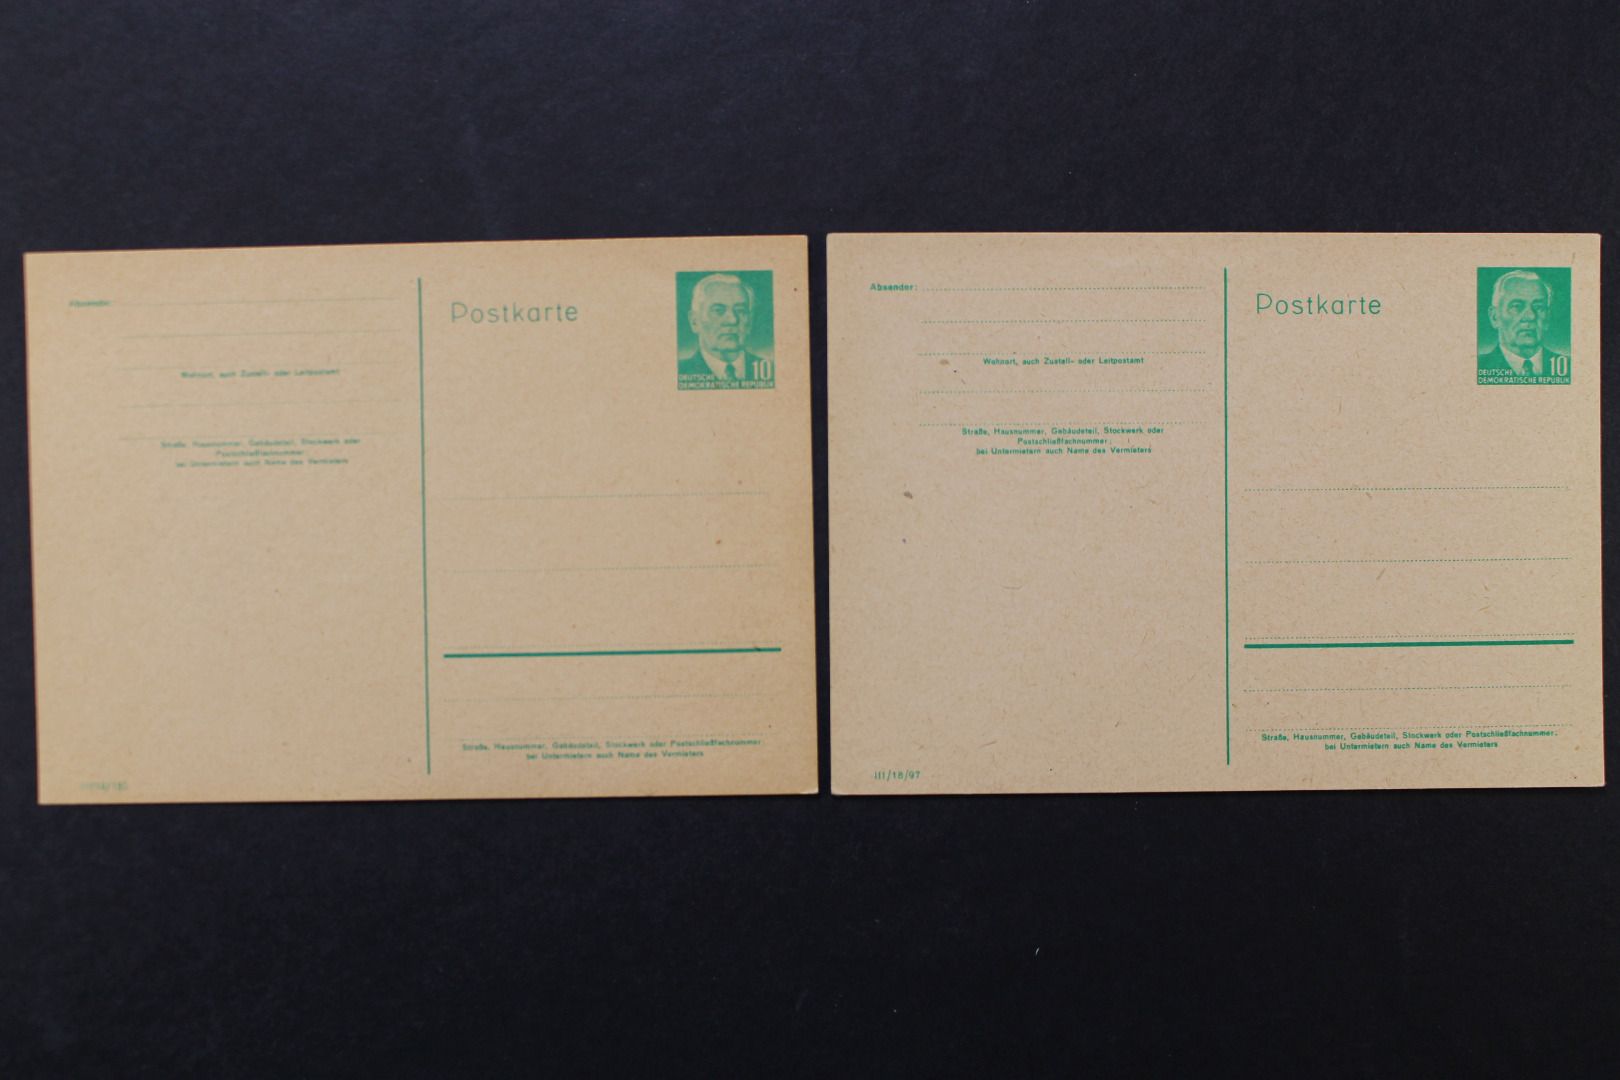 Absender:
Postkarte
10
DEUTSCHE
DEMOKRATISCHE REPUBLIK
Wohnort, auch Zustell- oder Leitpostamt
Straße, Hausnummer, Gebäudeteil, Stockwerk oder
Postschließfachnummer
bei Untermietern auch Name des Vermieters
Straße, Hausnummer, Gebäudeteil, Stockwerk oder Postschließfachnummer;
bei Untermietern auch Name des Vermieters
Absender:
Postkarte
10
DEUTSCHE
DEMOKRATISCHE REPUBLIK
Wohnort, auch Zustell- oder Leitpostamt
Straße, Hausnummer, Gebäudeteil, Stockwerk oder
Postschließfachnummer;
bei Untermietern auch Name des Vermieters
Straße, Hausnummer, Gebäudeteil, Stockwerk oder Postschließfachnummer;
bei Untermietern auch Name des Vermieters
III/18/97